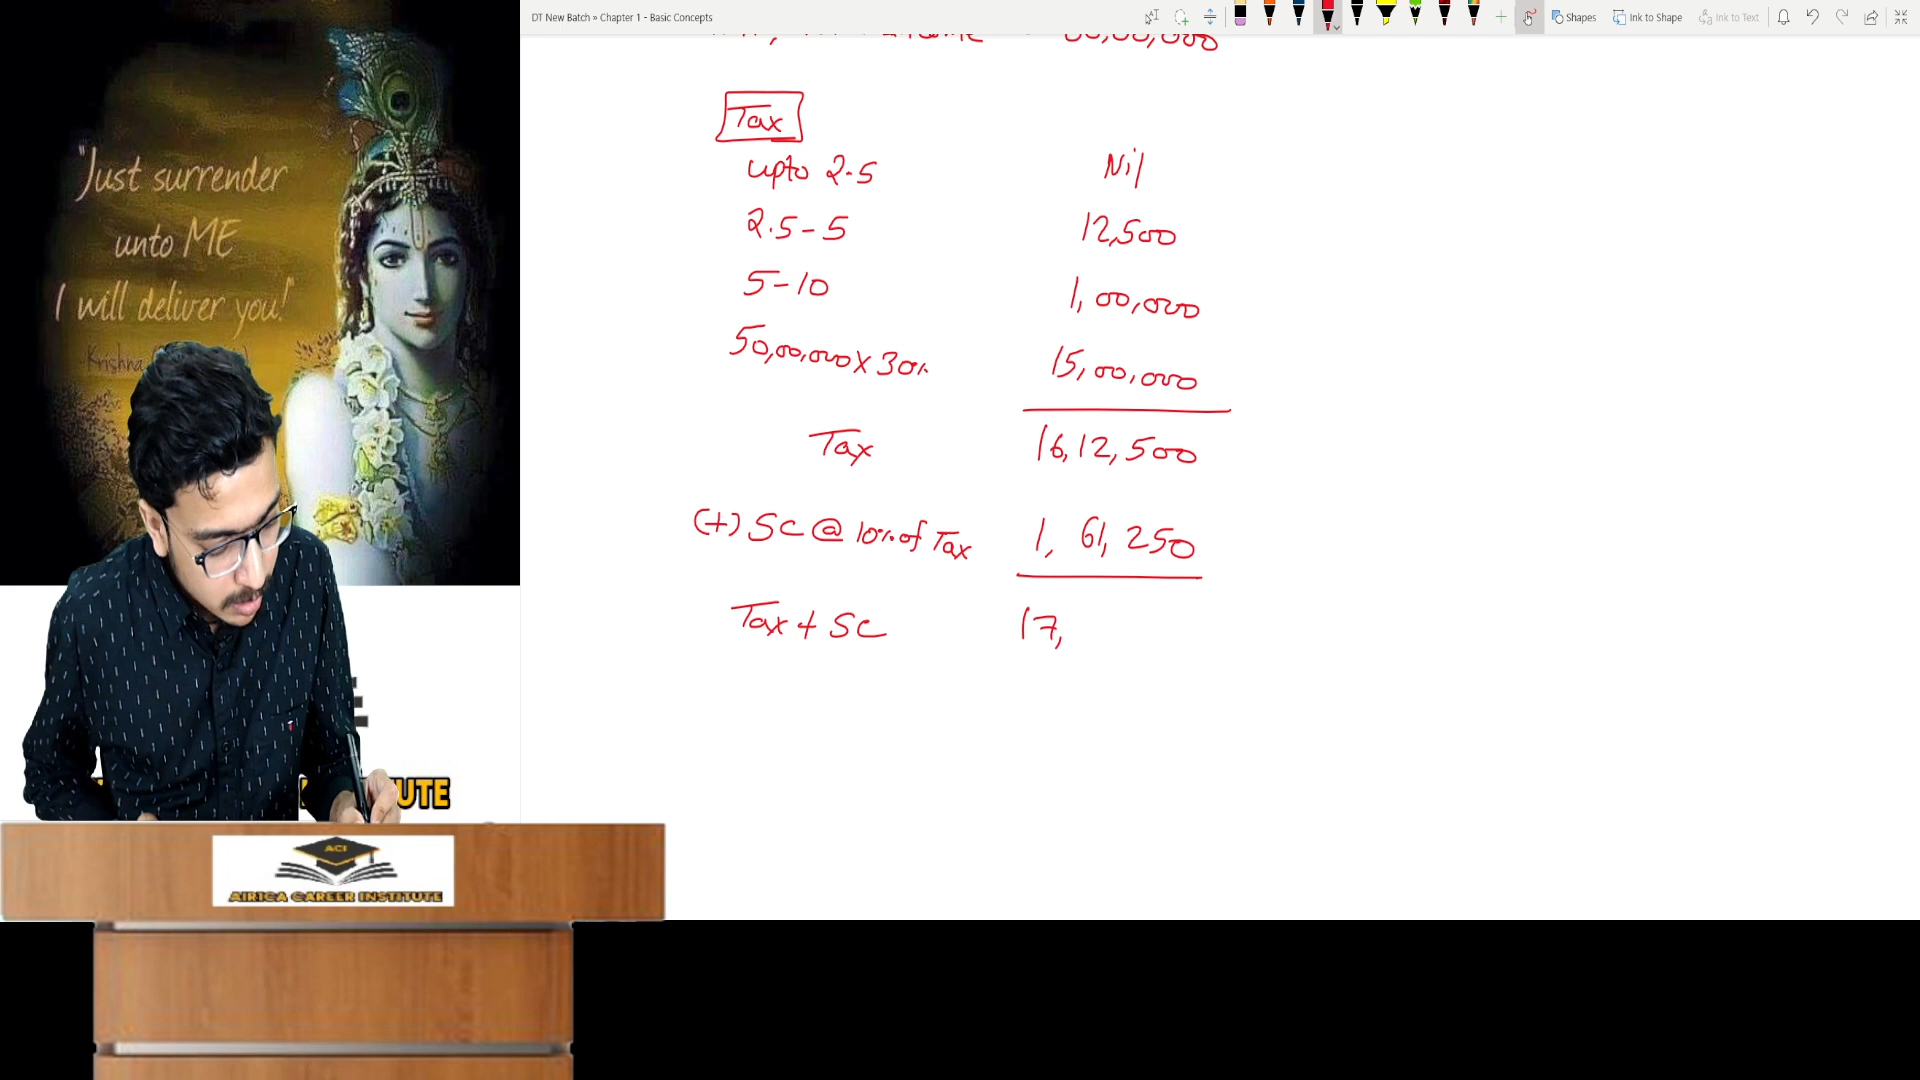 DT New Batch » Chapter 1 - Basic Concepts
Shapes
Ink to Shape
Ink to Text
60,00,000
Tax
upto 2.5 Nil
2.5-5 12,500
5-10 1,00,000
50,00,000 x 30% 15,00,000
Tax 16,12,500
(+) SC @ 10% of Tax 1,61,250
Tax + SC 17,
"Just surrender
unto ME
I will deliver you!"
Krishna
UTE
ACI
AIRICA CAREER INSTITUTE